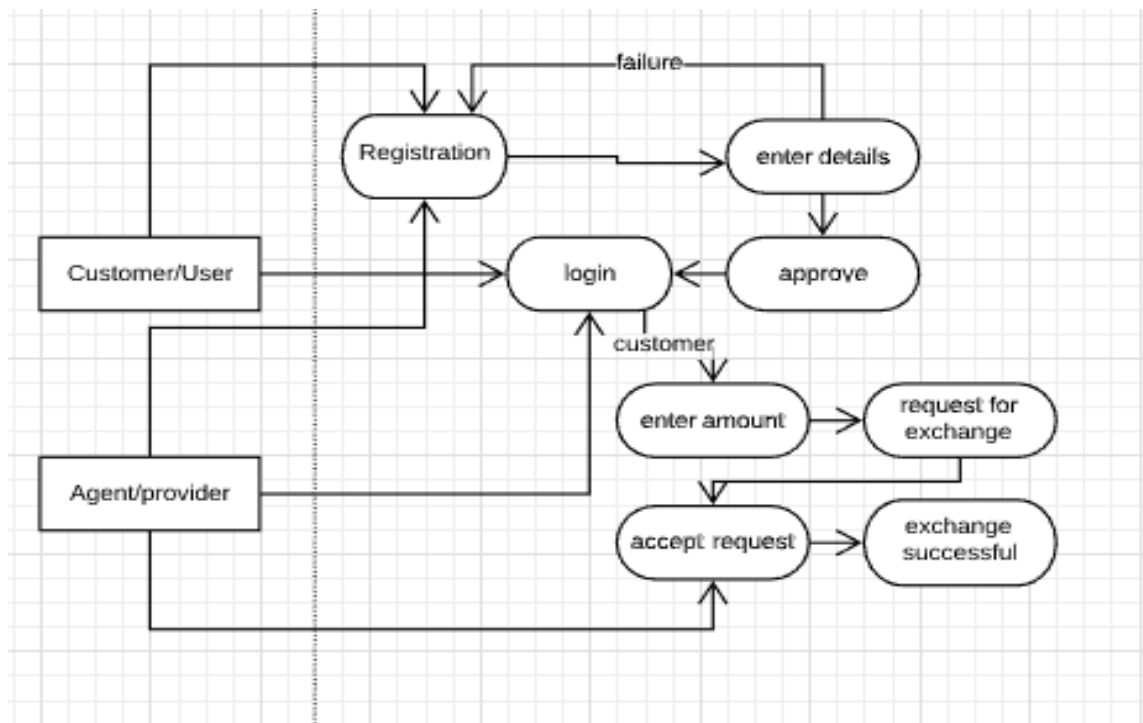 failure
Registration
enter details
Customer/User
login
approve
customer
enter amount
request for
exchange
Agent/provider
accept request
exchange
successful